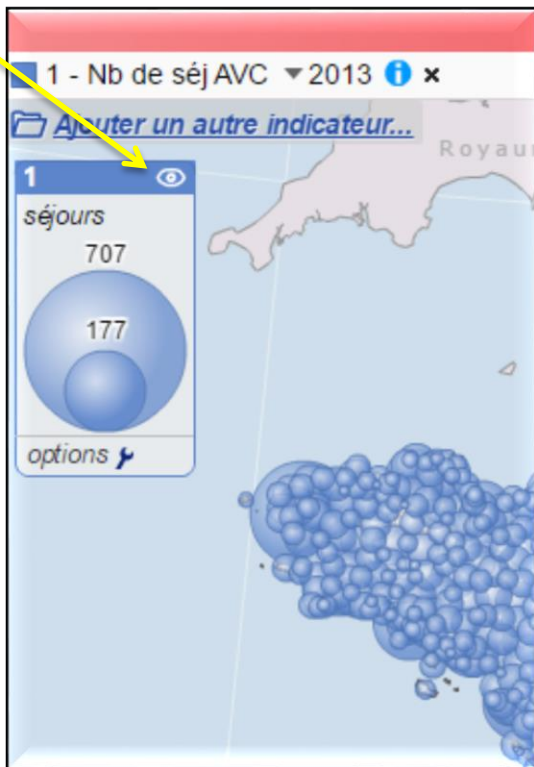 1 - Nb de séj AVC 2013
Ajouter un autre indicateur...
Royau
1
séjours
707
177
options